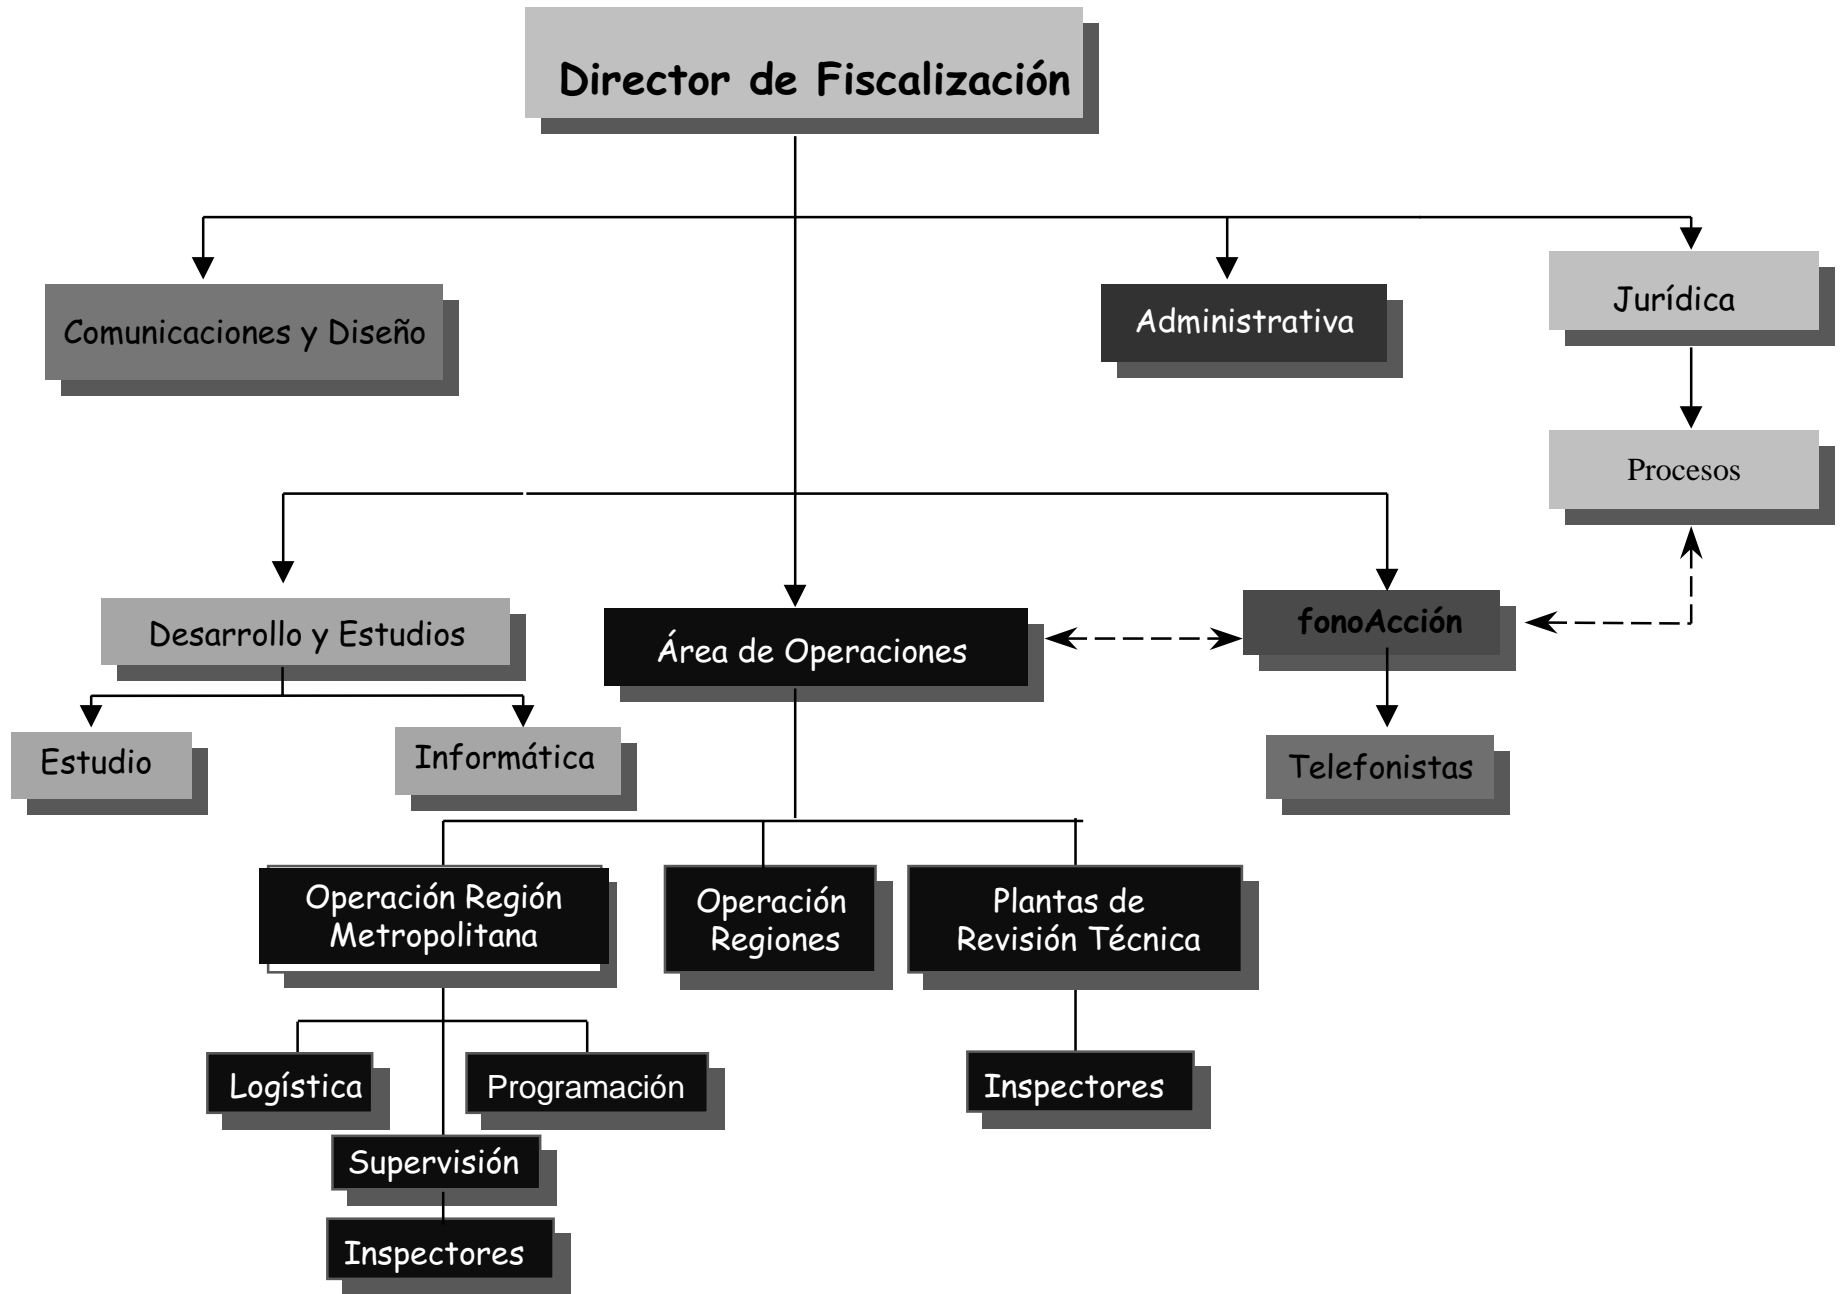 Director de Fiscalización
Comunicaciones y Diseño
Administrativa
Jurídica
Procesos
Desarrollo y Estudios
Área de Operaciones
fonoAcción
Estudio
Informática
Telefonistas
Operación Región
Metropolitana
Operación
Regiones
Plantas de
Revisión Técnica
Logística
Programación
Inspectores
Supervisión
Inspectores